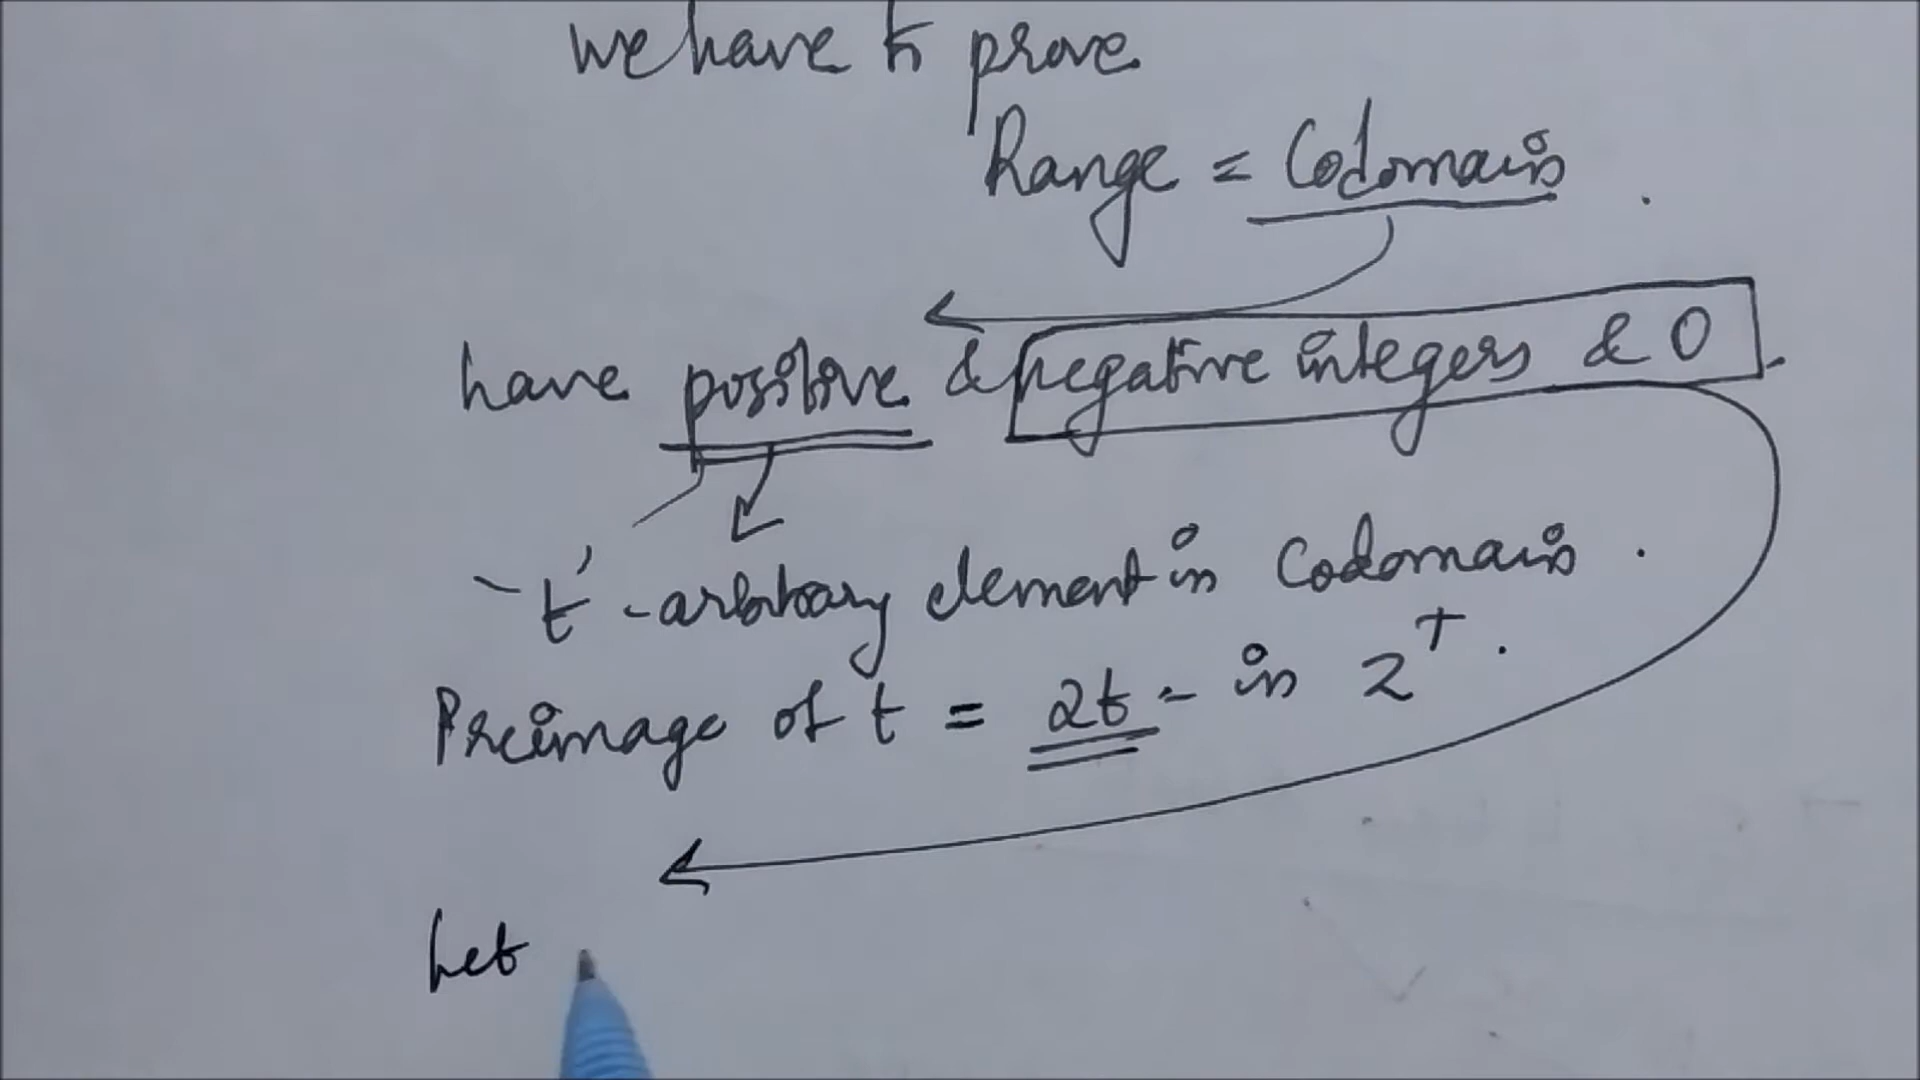 we have to prove
Range = Codomain .
have positive & negative integers & 0 .
't' - arbitrary element in Codomain .
Preimage of t = 2t - in Z⁺ .
Let